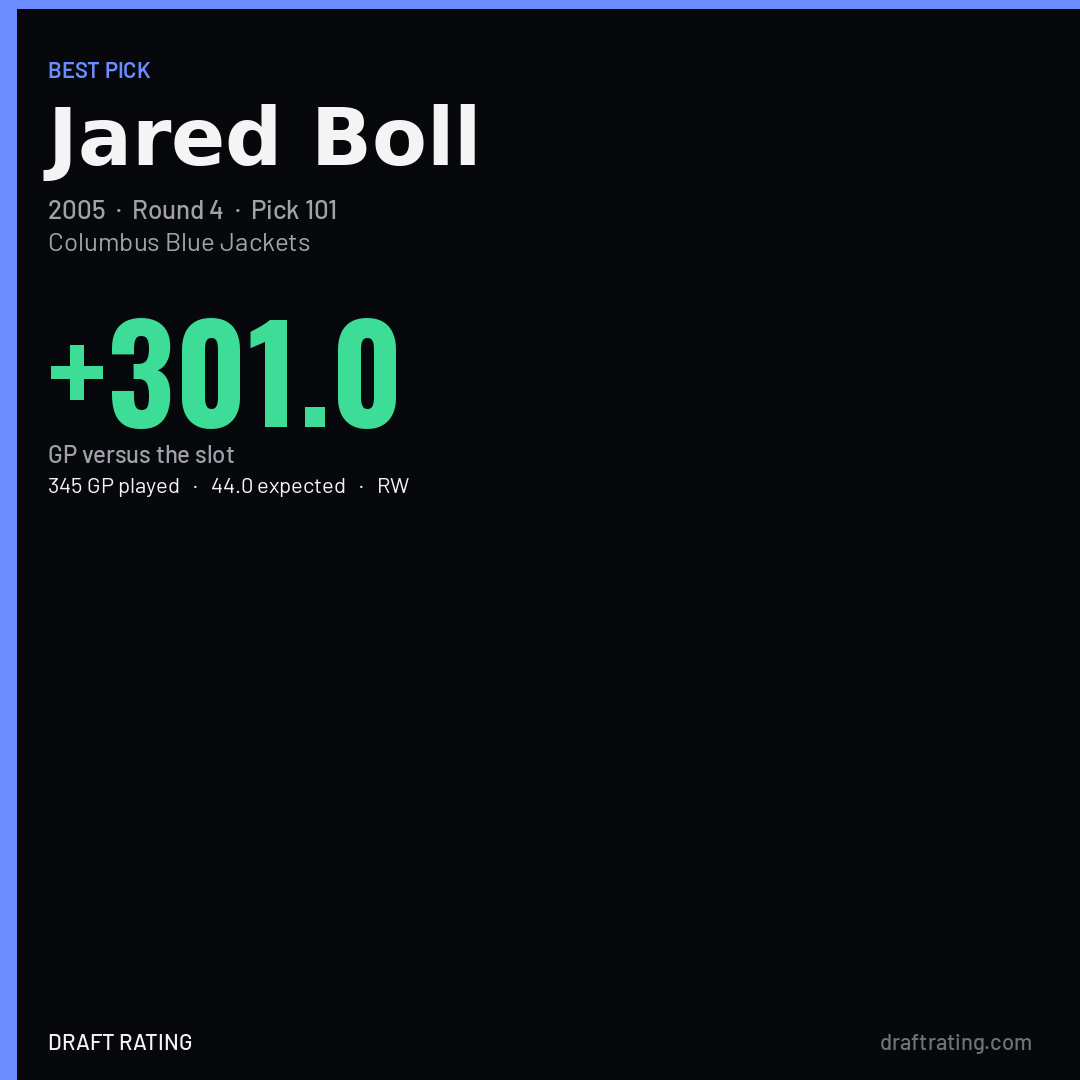 BEST PICK
Jared Boll
2005 · Round 4 · Pick 101
Columbus Blue Jackets
+301.0
GP versus the slot
345 GP played · 44.0 expected · RW
DRAFT RATING
draftrating.com